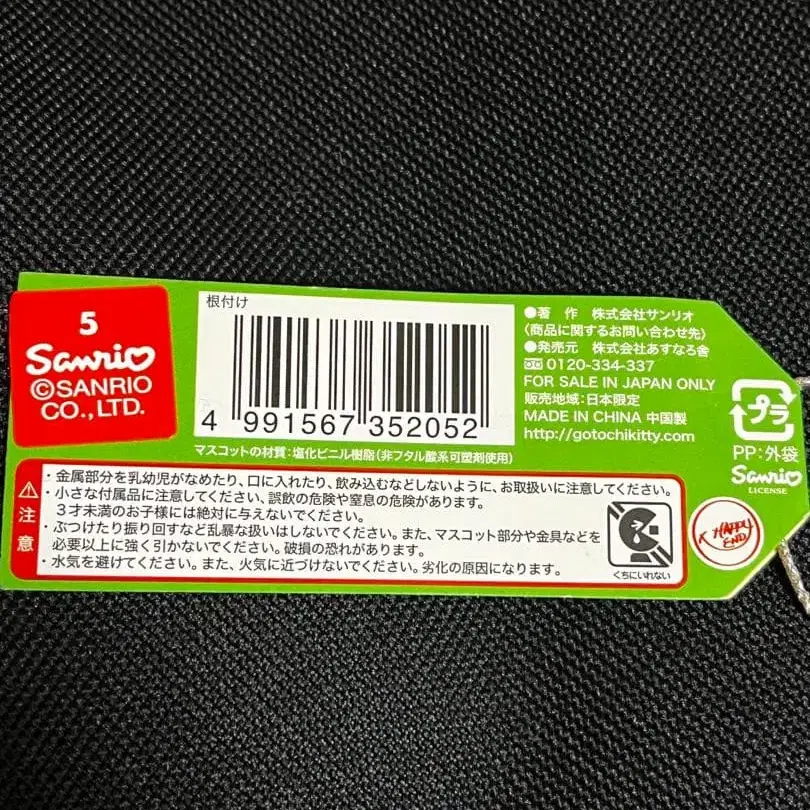 5
Sanrio
©SANRIO
CO.,LTD.
根付け
4 991567 352052
マスコットの材質：塩化ビニル樹脂（非フタル酸系可塑剤使用）
●著 作 株式会社サンリオ
（商品に関するお問い合わせ先）
●発売元 株式会社あすなろ舎
0120-334-337
FOR SALE IN JAPAN ONLY
販売地域：日本限定
MADE IN CHINA 中国製
http://gotochikitty.com
プラ
PP：外袋
Sanrio
LICENSE
注意
・金属部分を乳幼児がなめたり、口に入れたり、飲み込むなどしないように、お取扱いに注意してください。
・小さな付属品に注意してください、誤飲の危険や窒息の危険があります。
３才未満のお子様には絶対に与えないでください。
・ぶつけたり振り回すなど乱暴な扱いはしないでください。また、マスコット部分や金具などを
必要以上に強く引かないでください。破損の恐れがあります。
・水気を避けてください。また、火気に近づけないでください。劣化の原因になります。
くちにいれない
A HAPPY
END